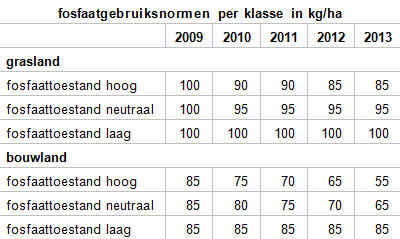 fosfaatgebruiksnormen per klasse in kg/ha
2009 2010 2011 2012 2013
grasland
fosfaattoestand hoog 100 90 90 85 85
fosfaattoestand neutraal 100 95 95 95 95
fosfaattoestand laag 100 100 100 100 100
bouwland
fosfaattoestand hoog 85 75 70 65 55
fosfaattoestand neutraal 85 80 75 70 65
fosfaattoestand laag 85 85 85 85 85